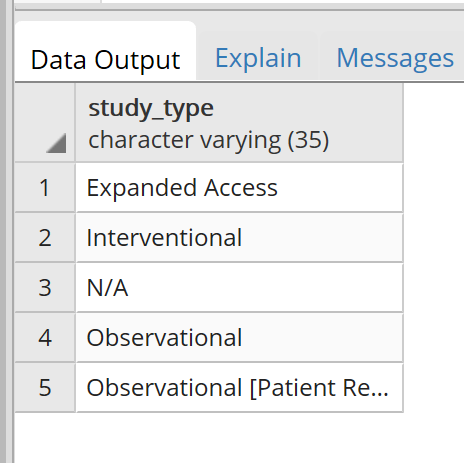 Data Output Explain Messages
study_type
character varying (35)
1 Expanded Access
2 Interventional
3 N/A
4 Observational
5 Observational [Patient Re...